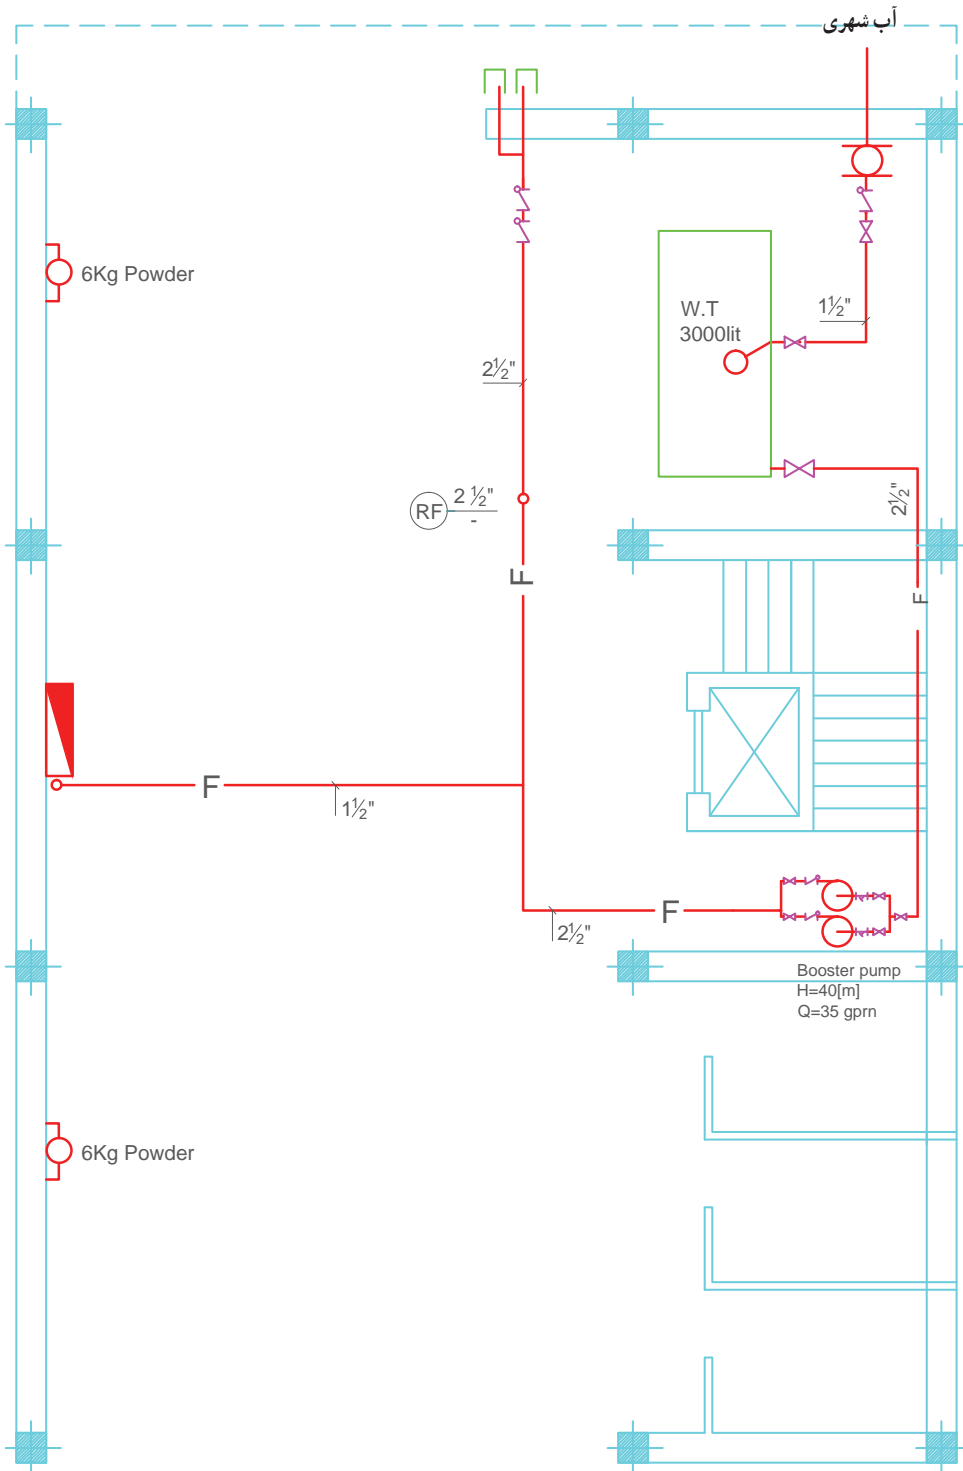 آب شهری
6Kg Powder
W.T
3000lit
1½"
2½"
RF 2 ½"
-
2½"
F
F
F
1½"
F
2½"
Booster pump
H=40[m]
Q=35 gprn
6Kg Powder